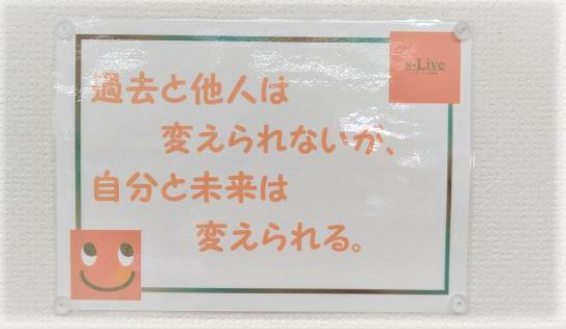 e-Live
過去と他人は
変えられないが、
自分と未来は
変えられる。